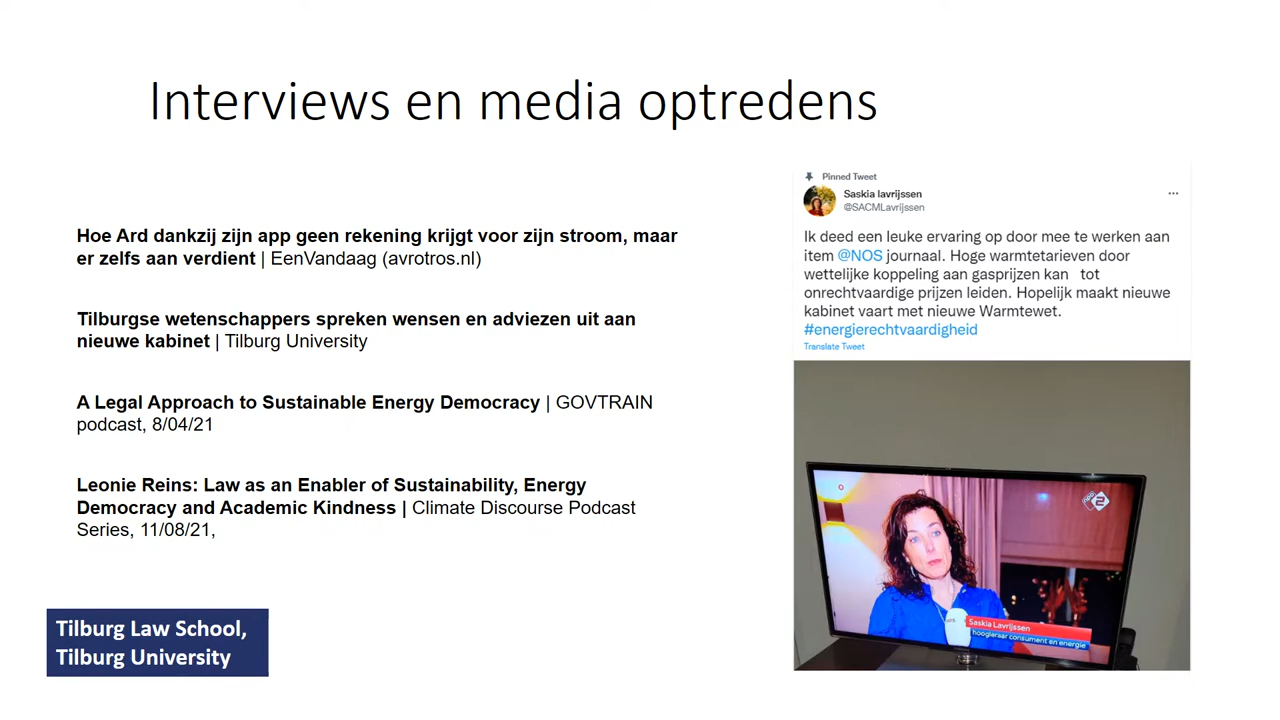 Interviews en media optredens
Hoe Ard dankzij zijn app geen rekening krijgt voor zijn stroom, maar
er zelfs aan verdient | EenVandaag (avrotros.nl)
Tilburgse wetenschappers spreken wensen en adviezen uit aan
nieuwe kabinet | Tilburg University
A Legal Approach to Sustainable Energy Democracy | GOVTRAIN
podcast, 8/04/21
Leonie Reins: Law as an Enabler of Sustainability, Energy
Democracy and Academic Kindness | Climate Discourse Podcast
Series, 11/08/21,
Tilburg Law School,
Tilburg University
Pinned Tweet
Saskia lavrijssen
@SACMLavrijssen
Ik deed een leuke ervaring op door mee te werken aan
item @NOS journaal. Hoge warmtetarieven door
wettelijke koppeling aan gasprijzen kan tot
onrechtvaardige prijzen leiden. Hopelijk maakt nieuwe
kabinet vaart met nieuwe Warmtewet.
#energierechtvaardigheid
Translate Tweet
npo 2
Saskia Lavrijssen
hoogleraar consument en energie